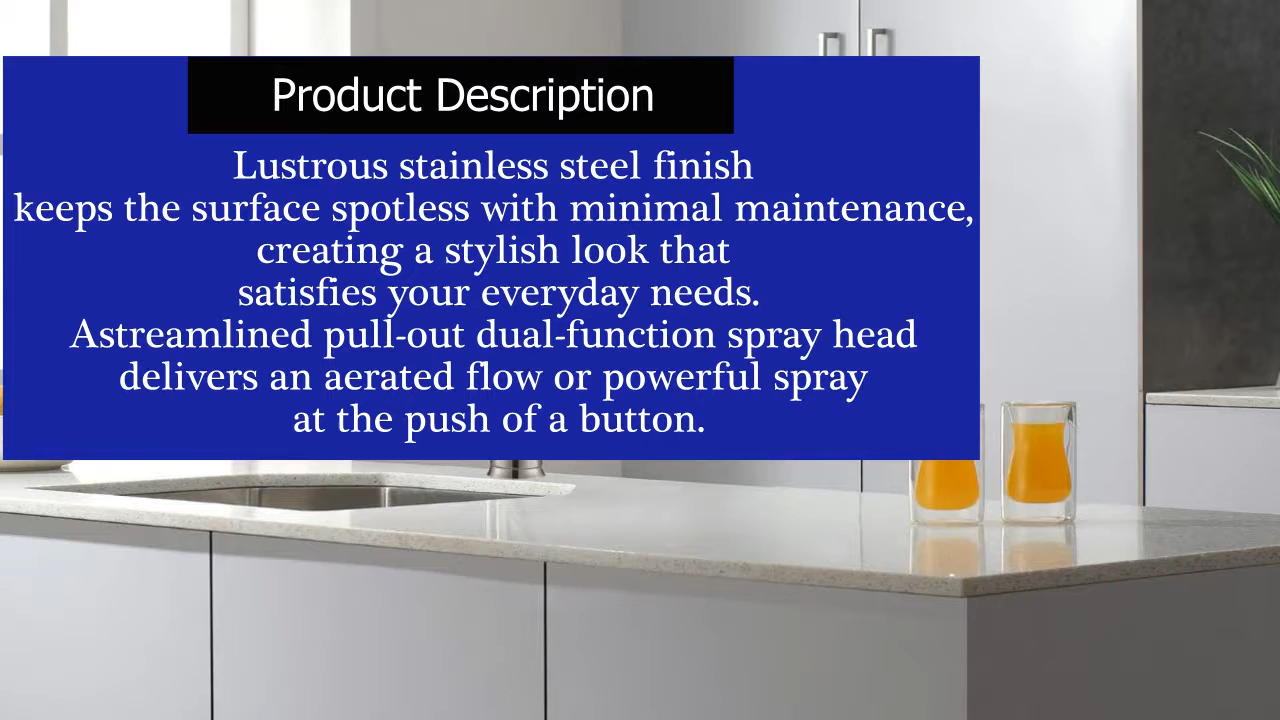 Product Description
Lustrous stainless steel finish
keeps the surface spotless with minimal maintenance,
creating a stylish look that
satisfies your everyday needs.
Astreamlined pull-out dual-function spray head
delivers an aerated flow or powerful spray
at the push of a button.